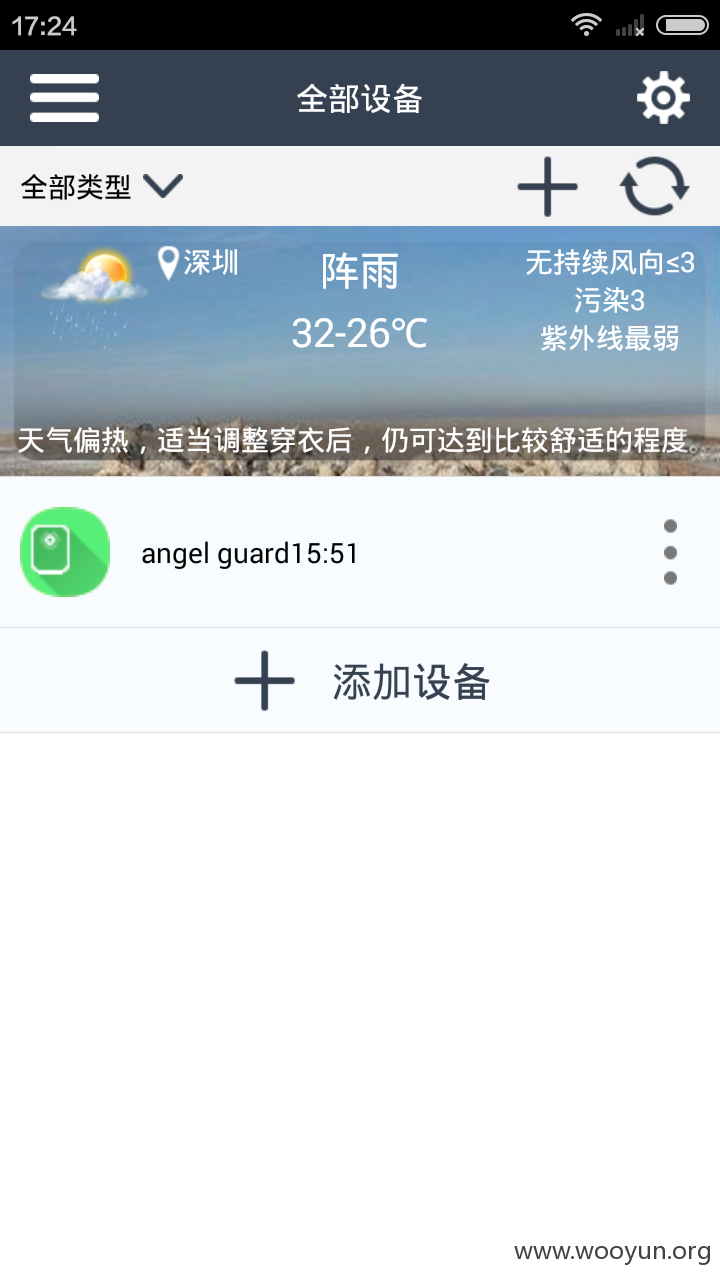 17:24
全部设备
全部类型
深圳
阵雨
32-26℃
无持续风向≤3
污染3
紫外线最弱
天气偏热，适当调整穿衣后，仍可达到比较舒适的程度。
angel guard15:51
添加设备
www.wooyun.org